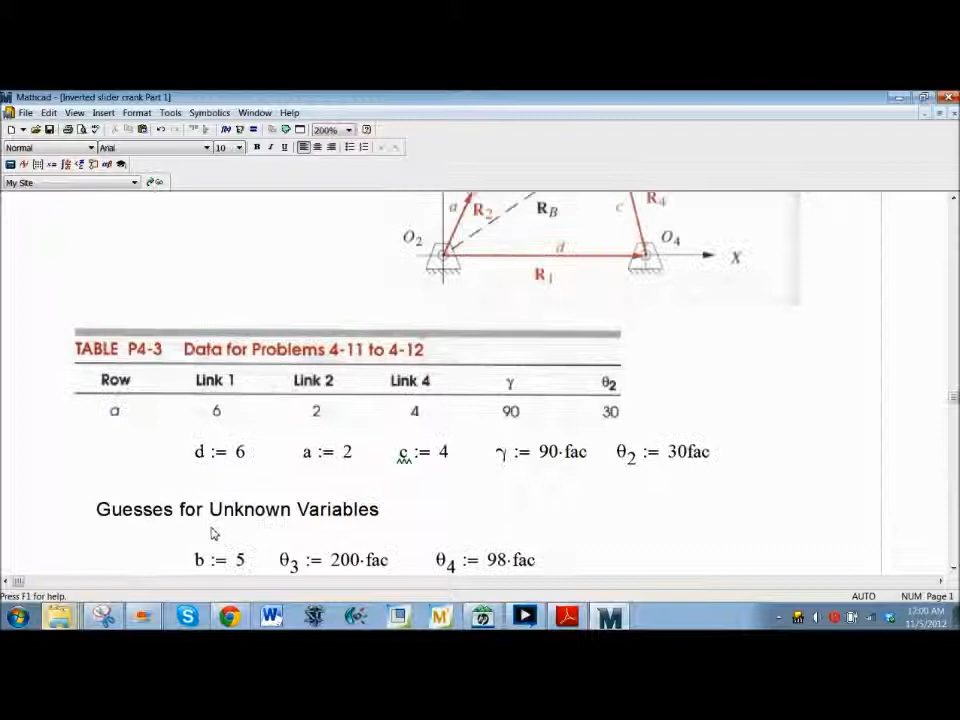 Mathcad - [Inverted slider crank Part 1]
File Edit View Insert Format Tools Symbolics Window Help
200%
Normal Arial 10 B I U
My Site Go
a R2 RB c R4
O2 d O4 X
R1
TABLE P4-3 Data for Problems 4-11 to 4-12
Row Link 1 Link 2 Link 4 γ θ2
a 6 2 4 90 30
d := 6 a := 2 c := 4 γ := 90·fac θ2 := 30fac
Guesses for Unknown Variables
b := 5 θ3 := 200·fac θ4 := 98·fac
Press F1 for help. AUTO NUM Page 1
12:00 AM
11/5/2012